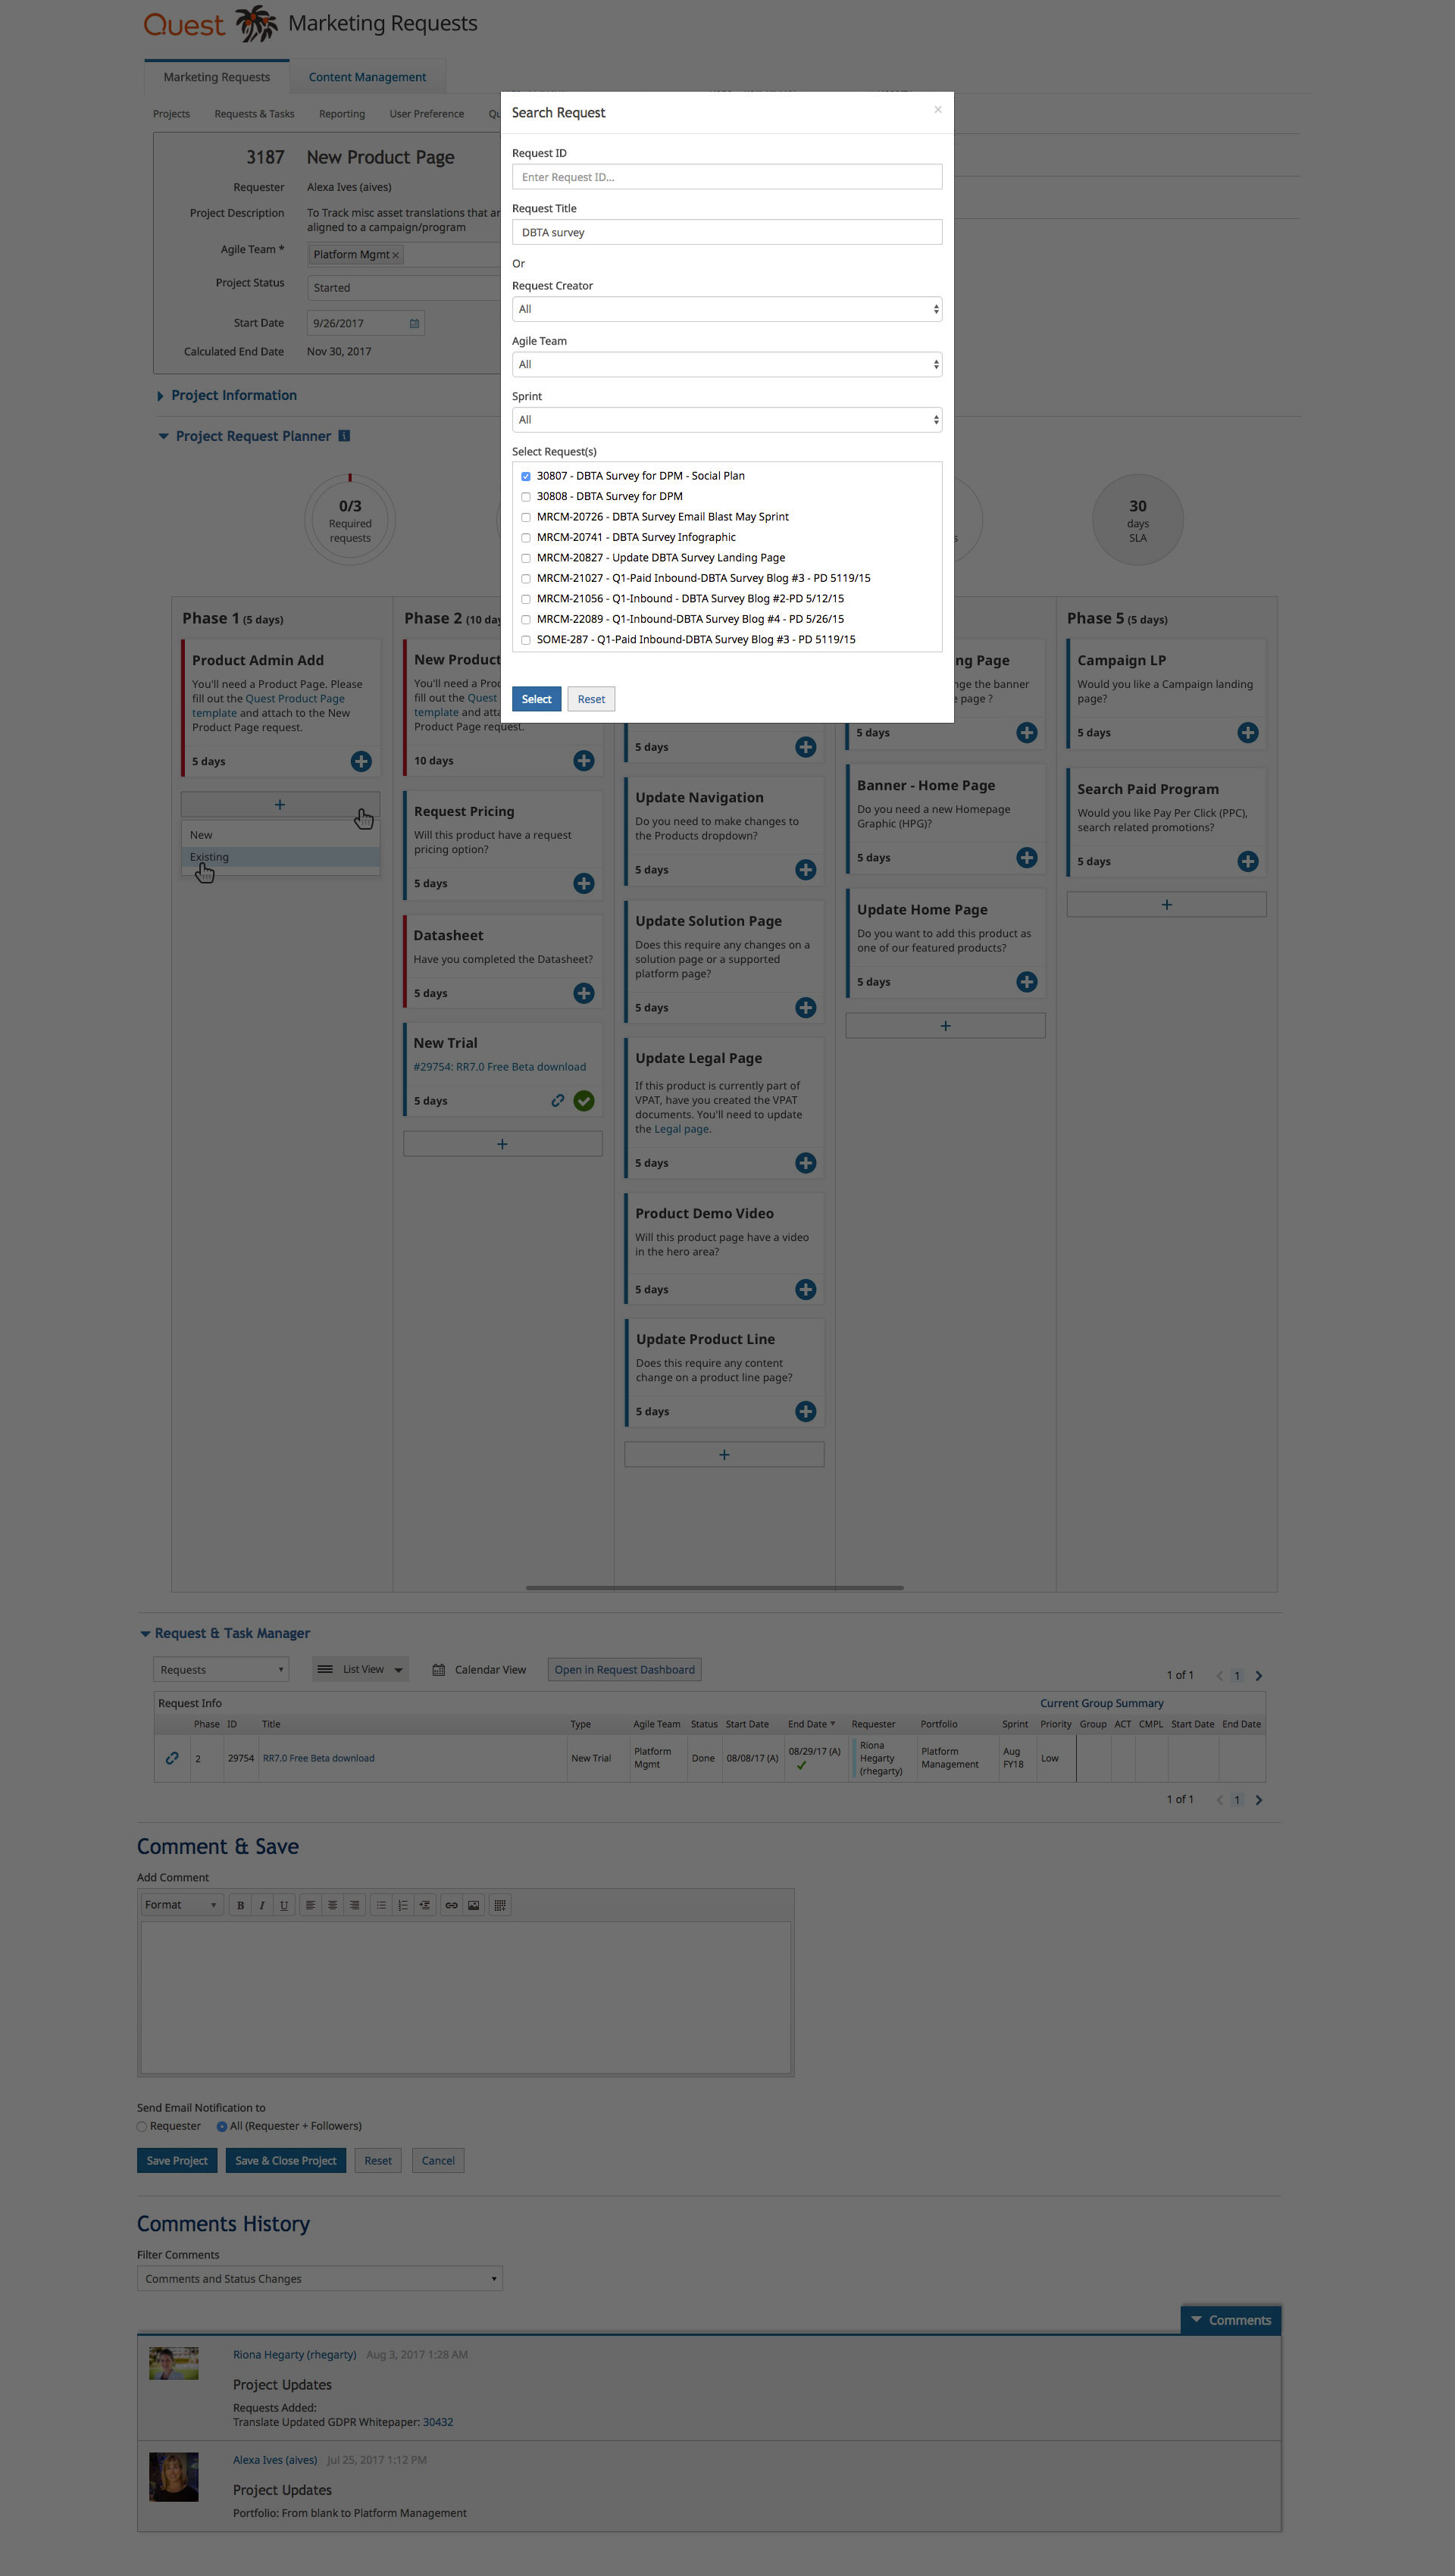 Quest Marketing Requests
Marketing Requests
Content Management
Projects
Requests & Tasks
Reporting
User Preference
3187
New Product Page
Requester
Alexa Ives (aives)
Project Description
To Track misc asset translations that
aligned to a campaign/program
Agile Team *
Platform Mgmt ×
Project Status
Started
Start Date
9/26/2017
Calculated End Date
Nov 30, 2017
Project Information
Project Request Planner
Search Request
×
Request ID
Enter Request ID...
Request Title
DBTA survey
Or
Request Creator
All
Agile Team
All
Sprint
All
Select Request(s)
30807 - DBTA Survey for DPM - Social Plan
30808 - DBTA Survey for DPM
MRCM-20726 - DBTA Survey Email Blast May Sprint
MRCM-20741 - DBTA Survey Infographic
MRCM-20827 - Update DBTA Survey Landing Page
MRCM-21027 - Q1-Paid Inbound-DBTA Survey Blog #3 - PD 5119/15
MRCM-21056 - Q1-Inbound - DBTA Survey Blog #2-PD 5/12/15
MRCM-22089 - Q1-Inbound-DBTA Survey Blog #4 - PD 5/26/15
SOME-287 - Q1-Paid Inbound-DBTA Survey Blog #3 - PD 5119/15
Select
Reset
0/3
Required
requests
30
days
SLA
Phase 1 (5 days)
Product Admin Add
You'll need a Product Page. Please
fill out the Quest Product Page
template and attach to the New
Product Page request.
5 days
+
New
Existing
Phase 2 (10
New Product
You'll need a
fill out the Quest
template and
Product Page request.
10 days
Request Pricing
Will this product have a request
pricing option?
5 days
Datasheet
Have you completed the Datasheet?
5 days
New Trial
#29754: RR7.0 Free Beta download
5 days
+
5 days
Update Navigation
Do you need to make changes to
the Products dropdown?
5 days
Update Solution Page
Does this require any changes on a
solution page or a supported
platform page?
5 days
Update Legal Page
If this product is currently part of
VPAT, have you created the VPAT
documents. You'll need to update
the Legal page.
5 days
Product Demo Video
Will this product page have a video
in the hero area?
5 days
Update Product Line
Does this require any content
change on a product line page?
5 days
+
Page
the banner
page ?
5 days
Banner - Home Page
Do you need a new Homepage
Graphic (HPG)?
5 days
Update Home Page
Do you want to add this product as
one of our featured products?
5 days
+
Phase 5 (5 days)
Campaign LP
Would you like a Campaign landing
page?
5 days
Search Paid Program
Would you like Pay Per Click (PPC),
search related promotions?
5 days
+
Request & Task Manager
Requests
List View
Calendar View
Open in Request Dashboard
1 of 1 < 1 >
Request Info
Current Group Summary
Phase ID Title Type Agile Team Status Start Date End Date Requester Portfolio Sprint Priority Group ACT CMPL Start Date End Date
2 29754 RR7.0 Free Beta download New Trial Platform Mgmt Done 08/08/17 (A) 08/29/17 (A) Riona Hegarty (rhegarty) Platform Management Aug FY18 Low
1 of 1 < 1 >
Comment & Save
Add Comment
Format B I U
Send Email Notification to
Requester
All (Requester + Followers)
Save Project
Save & Close Project
Reset
Cancel
Comments History
Filter Comments
Comments and Status Changes
Comments
Riona Hegarty (rhegarty) Aug 3, 2017 1:28 AM
Project Updates
Requests Added:
Translate Updated GDPR Whitepaper: 30432
Alexa Ives (aives) Jul 25, 2017 1:12 PM
Project Updates
Portfolio: From blank to Platform Management